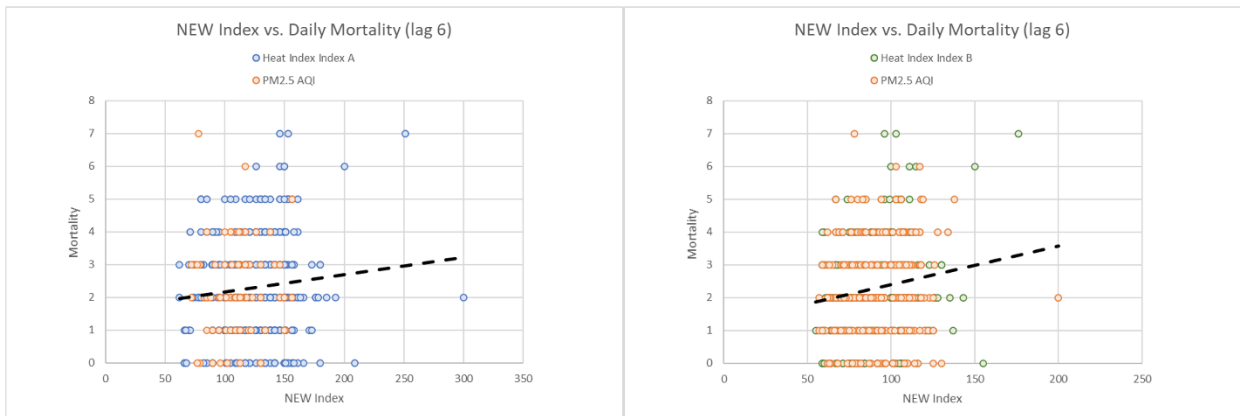 NEW Index vs. Daily Mortality (lag 6)
Heat Index Index A
PM2.5 AQI
8
7
6
5
4
3
2
1
0
Mortality
0 50 100 150 200 250 300 350
NEW Index
NEW Index vs. Daily Mortality (lag 6)
Heat Index Index B
PM2.5 AQI
8
7
6
5
4
3
2
1
0
Mortality
0 50 100 150 200 250
NEW Index